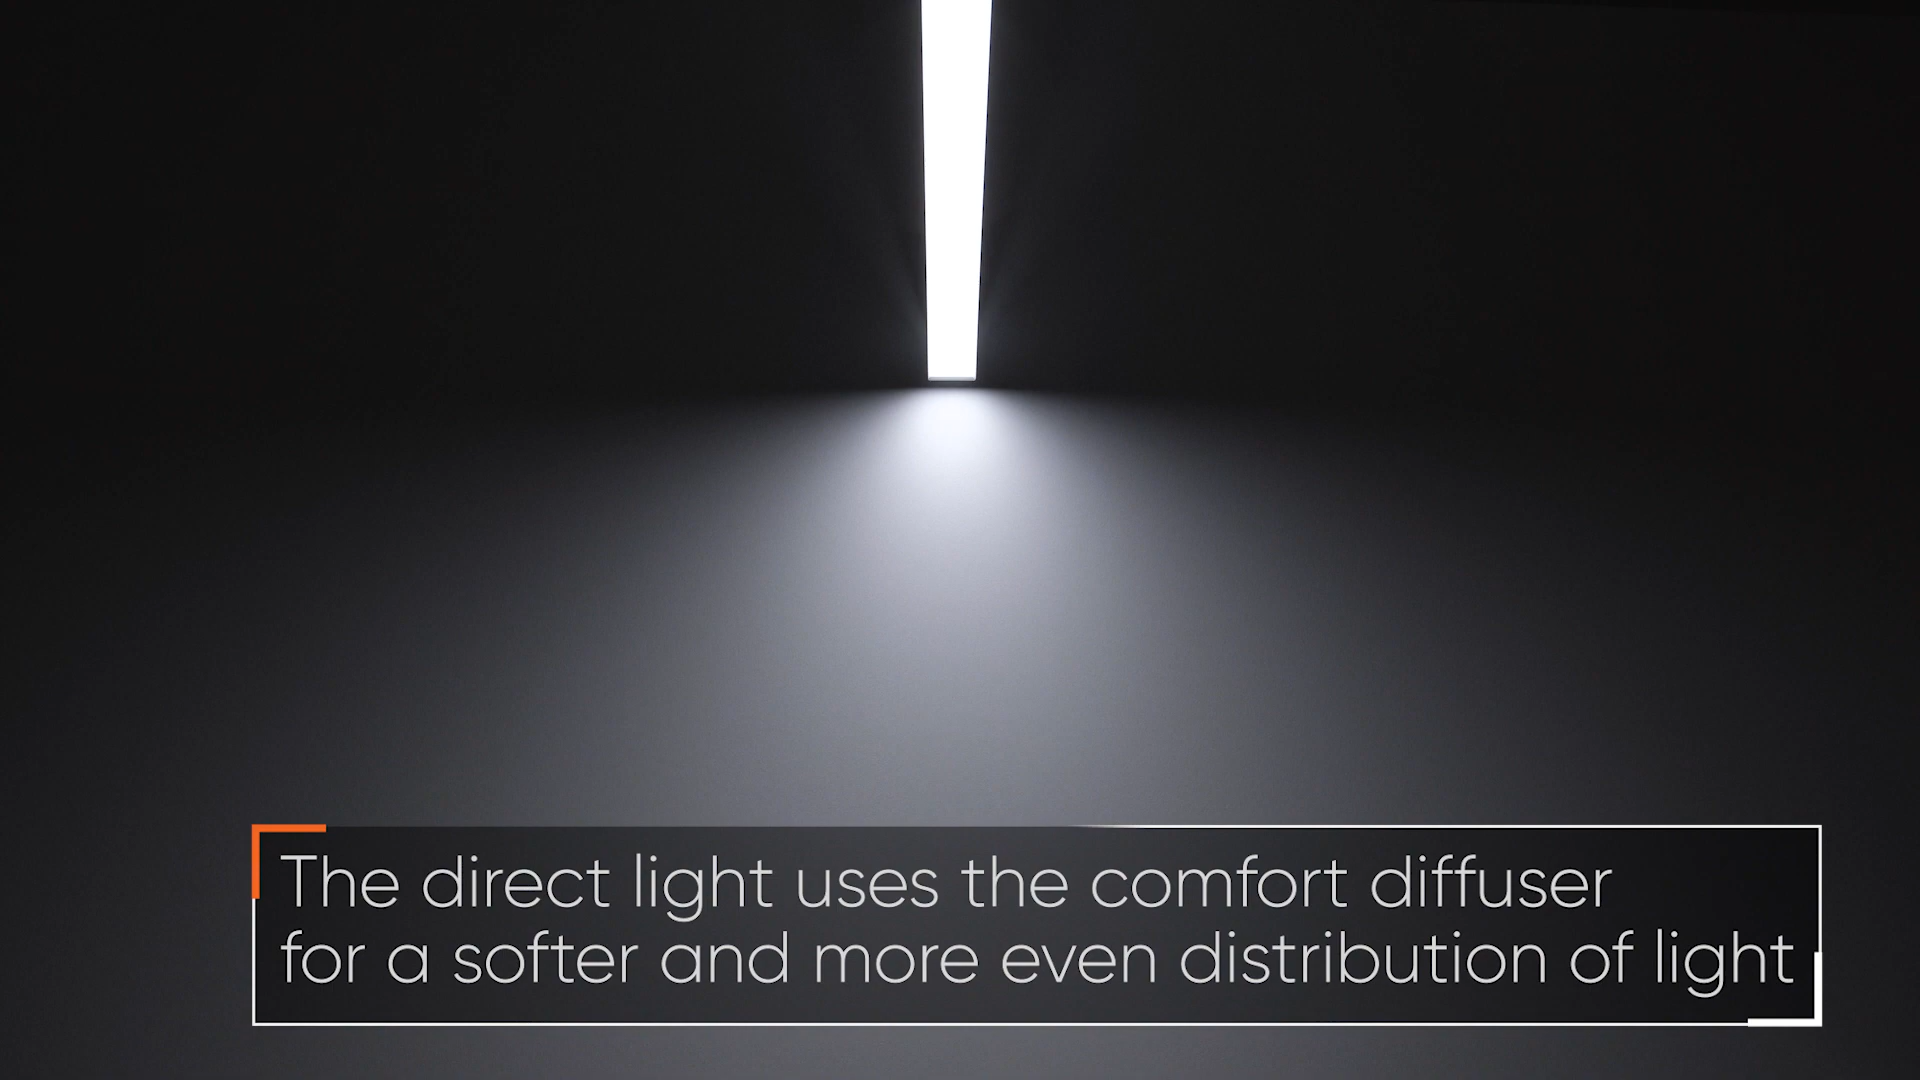 The direct light uses the comfort diffuser
for a softer and more even distribution of light